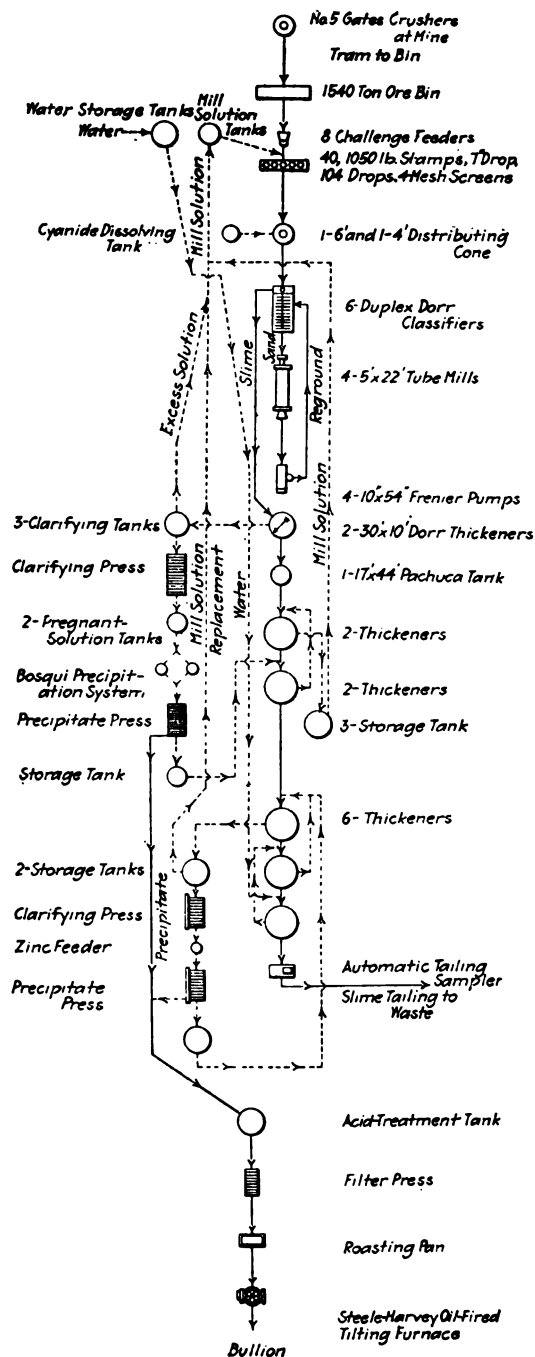 No.5 Gates Crushers
at Mine
Tram to Bin
1540 Ton Ore Bin
Water Storage Tanks
Water
Mill
Solution
Tanks
8 Challenge Feeders
40, 1050 lb. Stamps, 7" Drop,
104 Drops. 4 Mesh Screens
Mill Solution
Cyanide Dissolving
Tank
1-6' and 1-4' Distributing
Cone
6-Duplex Dorr
Classifiers
Excess Solution
Slime
Sand
Reground
4-5'x22' Tube Mills
Mill Solution
4-10"x54" Frenier Pumps
3-Clarifying Tanks
2-30'x10' Dorr Thickeners
Clarifying Press
1-17'x44' Pachuca Tank
Mill Solution
Replacement
Water
2-Pregnant-
Solution Tanks
2-Thickeners
Bosqui Precipit-
ation System
2-Thickeners
Precipitate Press
3-Storage Tank
Storage Tank
6-Thickeners
2-Storage Tanks
Clarifying Press
Precipitate
Zinc Feeder
Precipitate
Press
Automatic Tailing
Sampler
Slime Tailing to
Waste
Acid-Treatment Tank
Filter Press
Roasting Pan
Steele-Harvey Oil-Fired
Tilting Furnace
Bullion